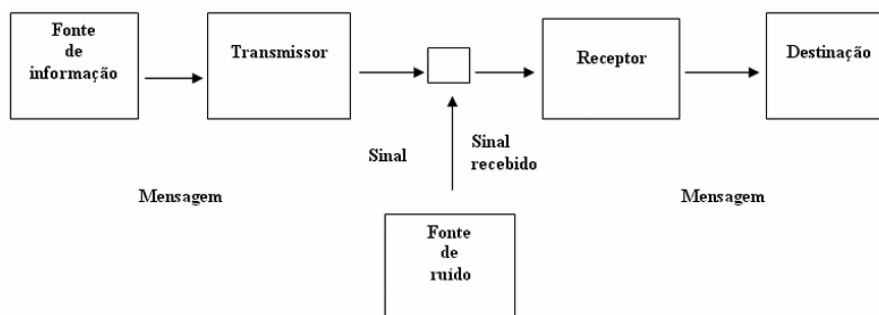 Fonte
de
informação
Transmissor
Receptor
Destinação
Sinal
Sinal
recebido
Mensagem
Mensagem
Fonte
de
ruído